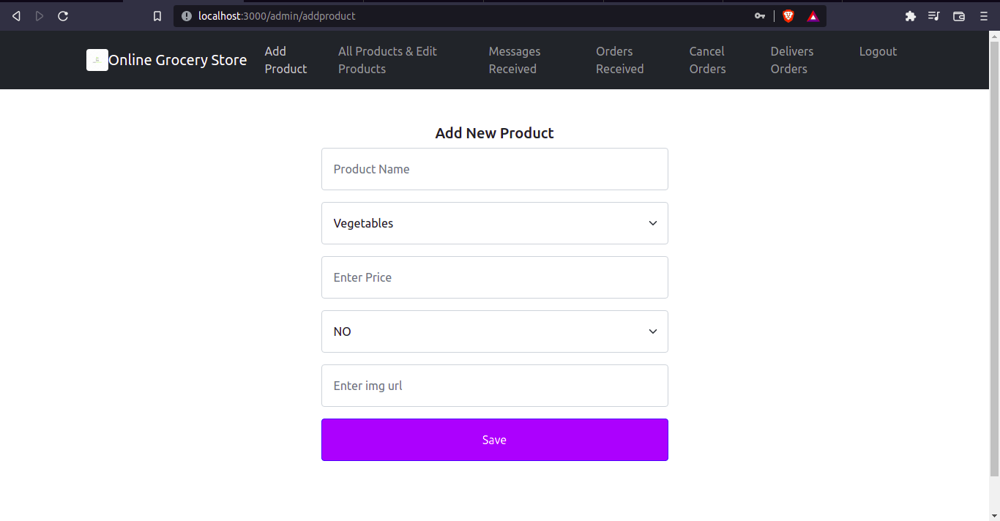 localhost:3000/admin/addproduct
Online Grocery Store
Add
Product
All Products & Edit
Products
Messages
Received
Orders
Received
Cancel
Orders
Delivers
Orders
Logout
Add New Product
Product Name
Vegetables
Enter Price
NO
Enter img url
Save